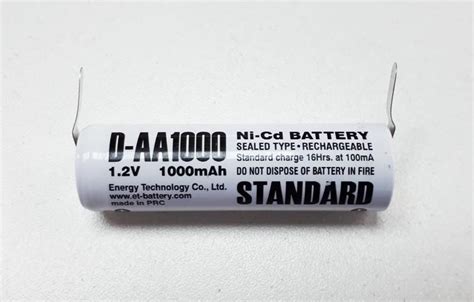 D-AA1000
1.2V 1000mAh
Energy Technology Co., Ltd.
www.et-battery.com
made in PRC
Ni-Cd BATTERY
SEALED TYPE・RECHARGEABLE
Standard charge 16Hrs. at 100mA
DO NOT DISPOSE OF BATTERY IN FIRE
STANDARD